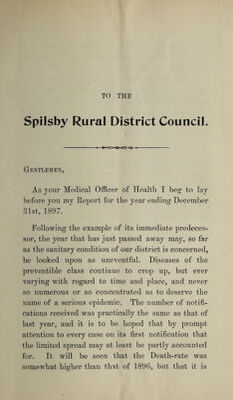 TO THE
Spilsby Rural District Council.
GENTLEMEN,
As your Medical Officer of Health I beg to lay
before you my Report for the year ending December
31st, 1897.
Following the example of its immediate predeces-
sor, the year that has just passed away may, so far
as the sanitary condition of our district is concerned,
be looked upon as uneventful. Diseases of the
preventible class continue to crop up, but ever
varying with regard to time and place, and never
so numerous or so concentrated as to deserve the
name of a serious epidemic. The number of notifi-
cations received was practically the same as that of
last year, and it is to be hoped that by prompt
attention to every case on its first notification that
the limited spread may at least be partly accounted
for. It will be seen that the Death-rate was
somewhat higher than that of 1896, but that it is